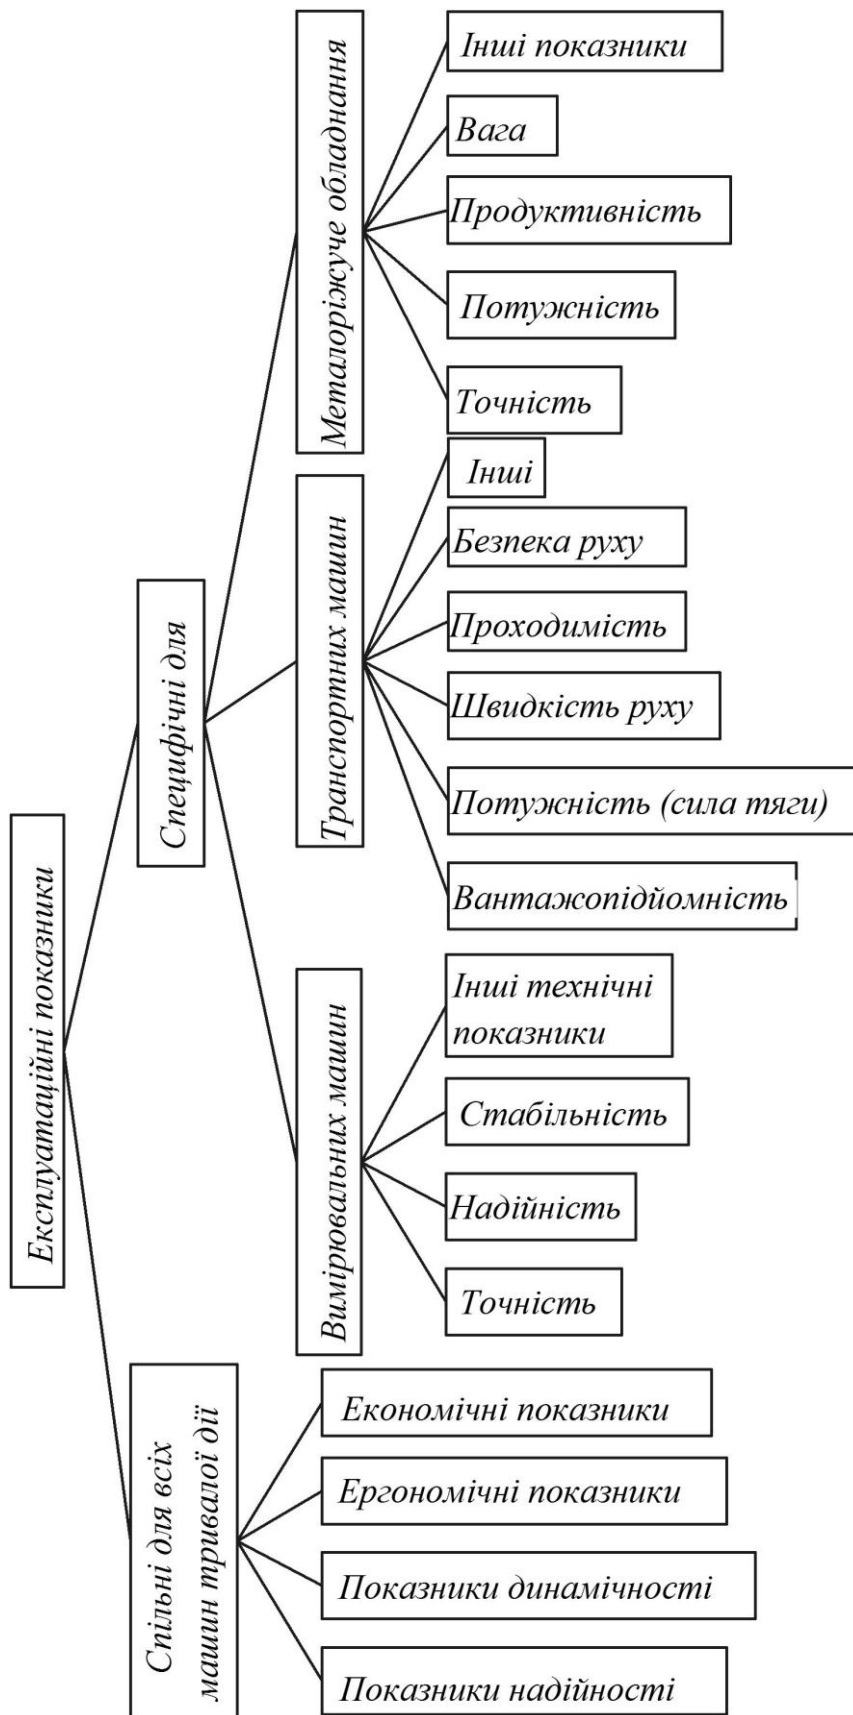 Експлуатаційні показники
Специфічні для
Металоріжуче обладнання
Інші показники
Вага
Продуктивність
Потужність
Точність
Транспортних машин
Інші
Безпека руху
Проходимість
Швидкість руху
Потужність (сила тяги)
Вантажопідйомність
Вимірювальних машин
Інші технічні
показники
Стабільність
Надійність
Точність
Спільні для всіх
машин тривалої дії
Економічні показники
Ергономічні показники
Показники динамічності
Показники надійності